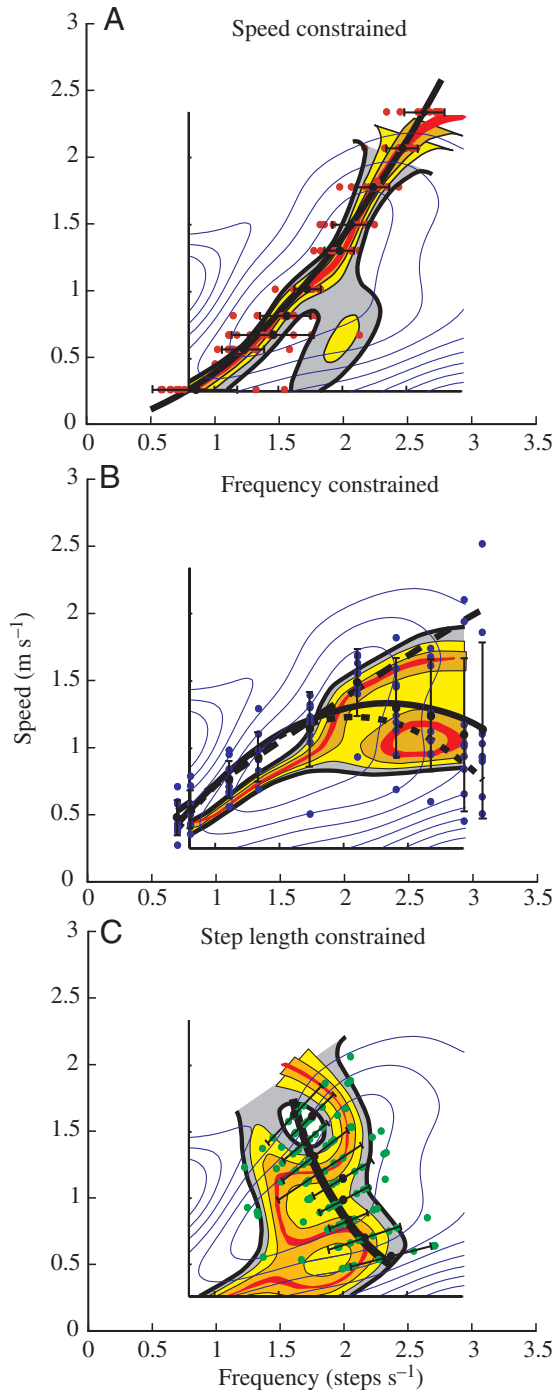 A
Speed constrained
3
2.5
2
1.5
1
0.5
0
0 0.5 1 1.5 2 2.5 3 3.5
B
Frequency constrained
3
2.5
2
1.5
1
0.5
0
Speed (m s⁻¹)
0 0.5 1 1.5 2 2.5 3 3.5
C
Step length constrained
3
2.5
2
1.5
1
0.5
0
0 0.5 1 1.5 2 2.5 3 3.5
Frequency (steps s⁻¹)